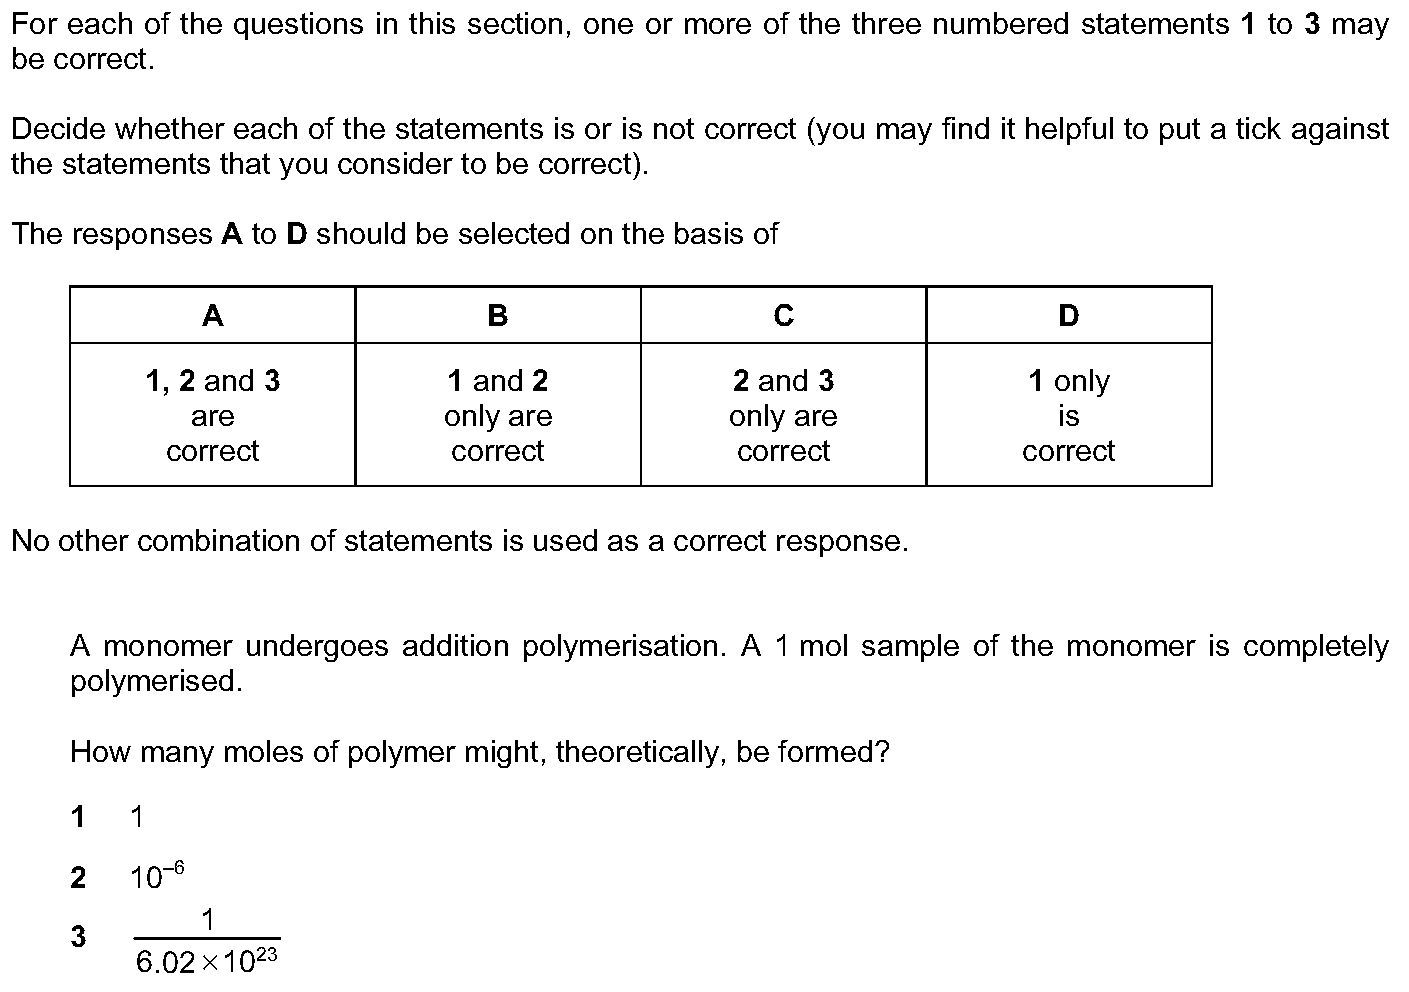 For each of the questions in this section, one or more of the three numbered statements 1 to 3 may
be correct.
Decide whether each of the statements is or is not correct (you may find it helpful to put a tick against
the statements that you consider to be correct).
The responses A to D should be selected on the basis of
A B C D
1, 2 and 3 1 and 2 2 and 3 1 only
are only are only are is
correct correct correct correct
No other combination of statements is used as a correct response.
A monomer undergoes addition polymerisation. A 1 mol sample of the monomer is completely
polymerised.
How many moles of polymer might, theoretically, be formed?
1 1
2 10⁻⁶
3 1
6.02 × 10²³